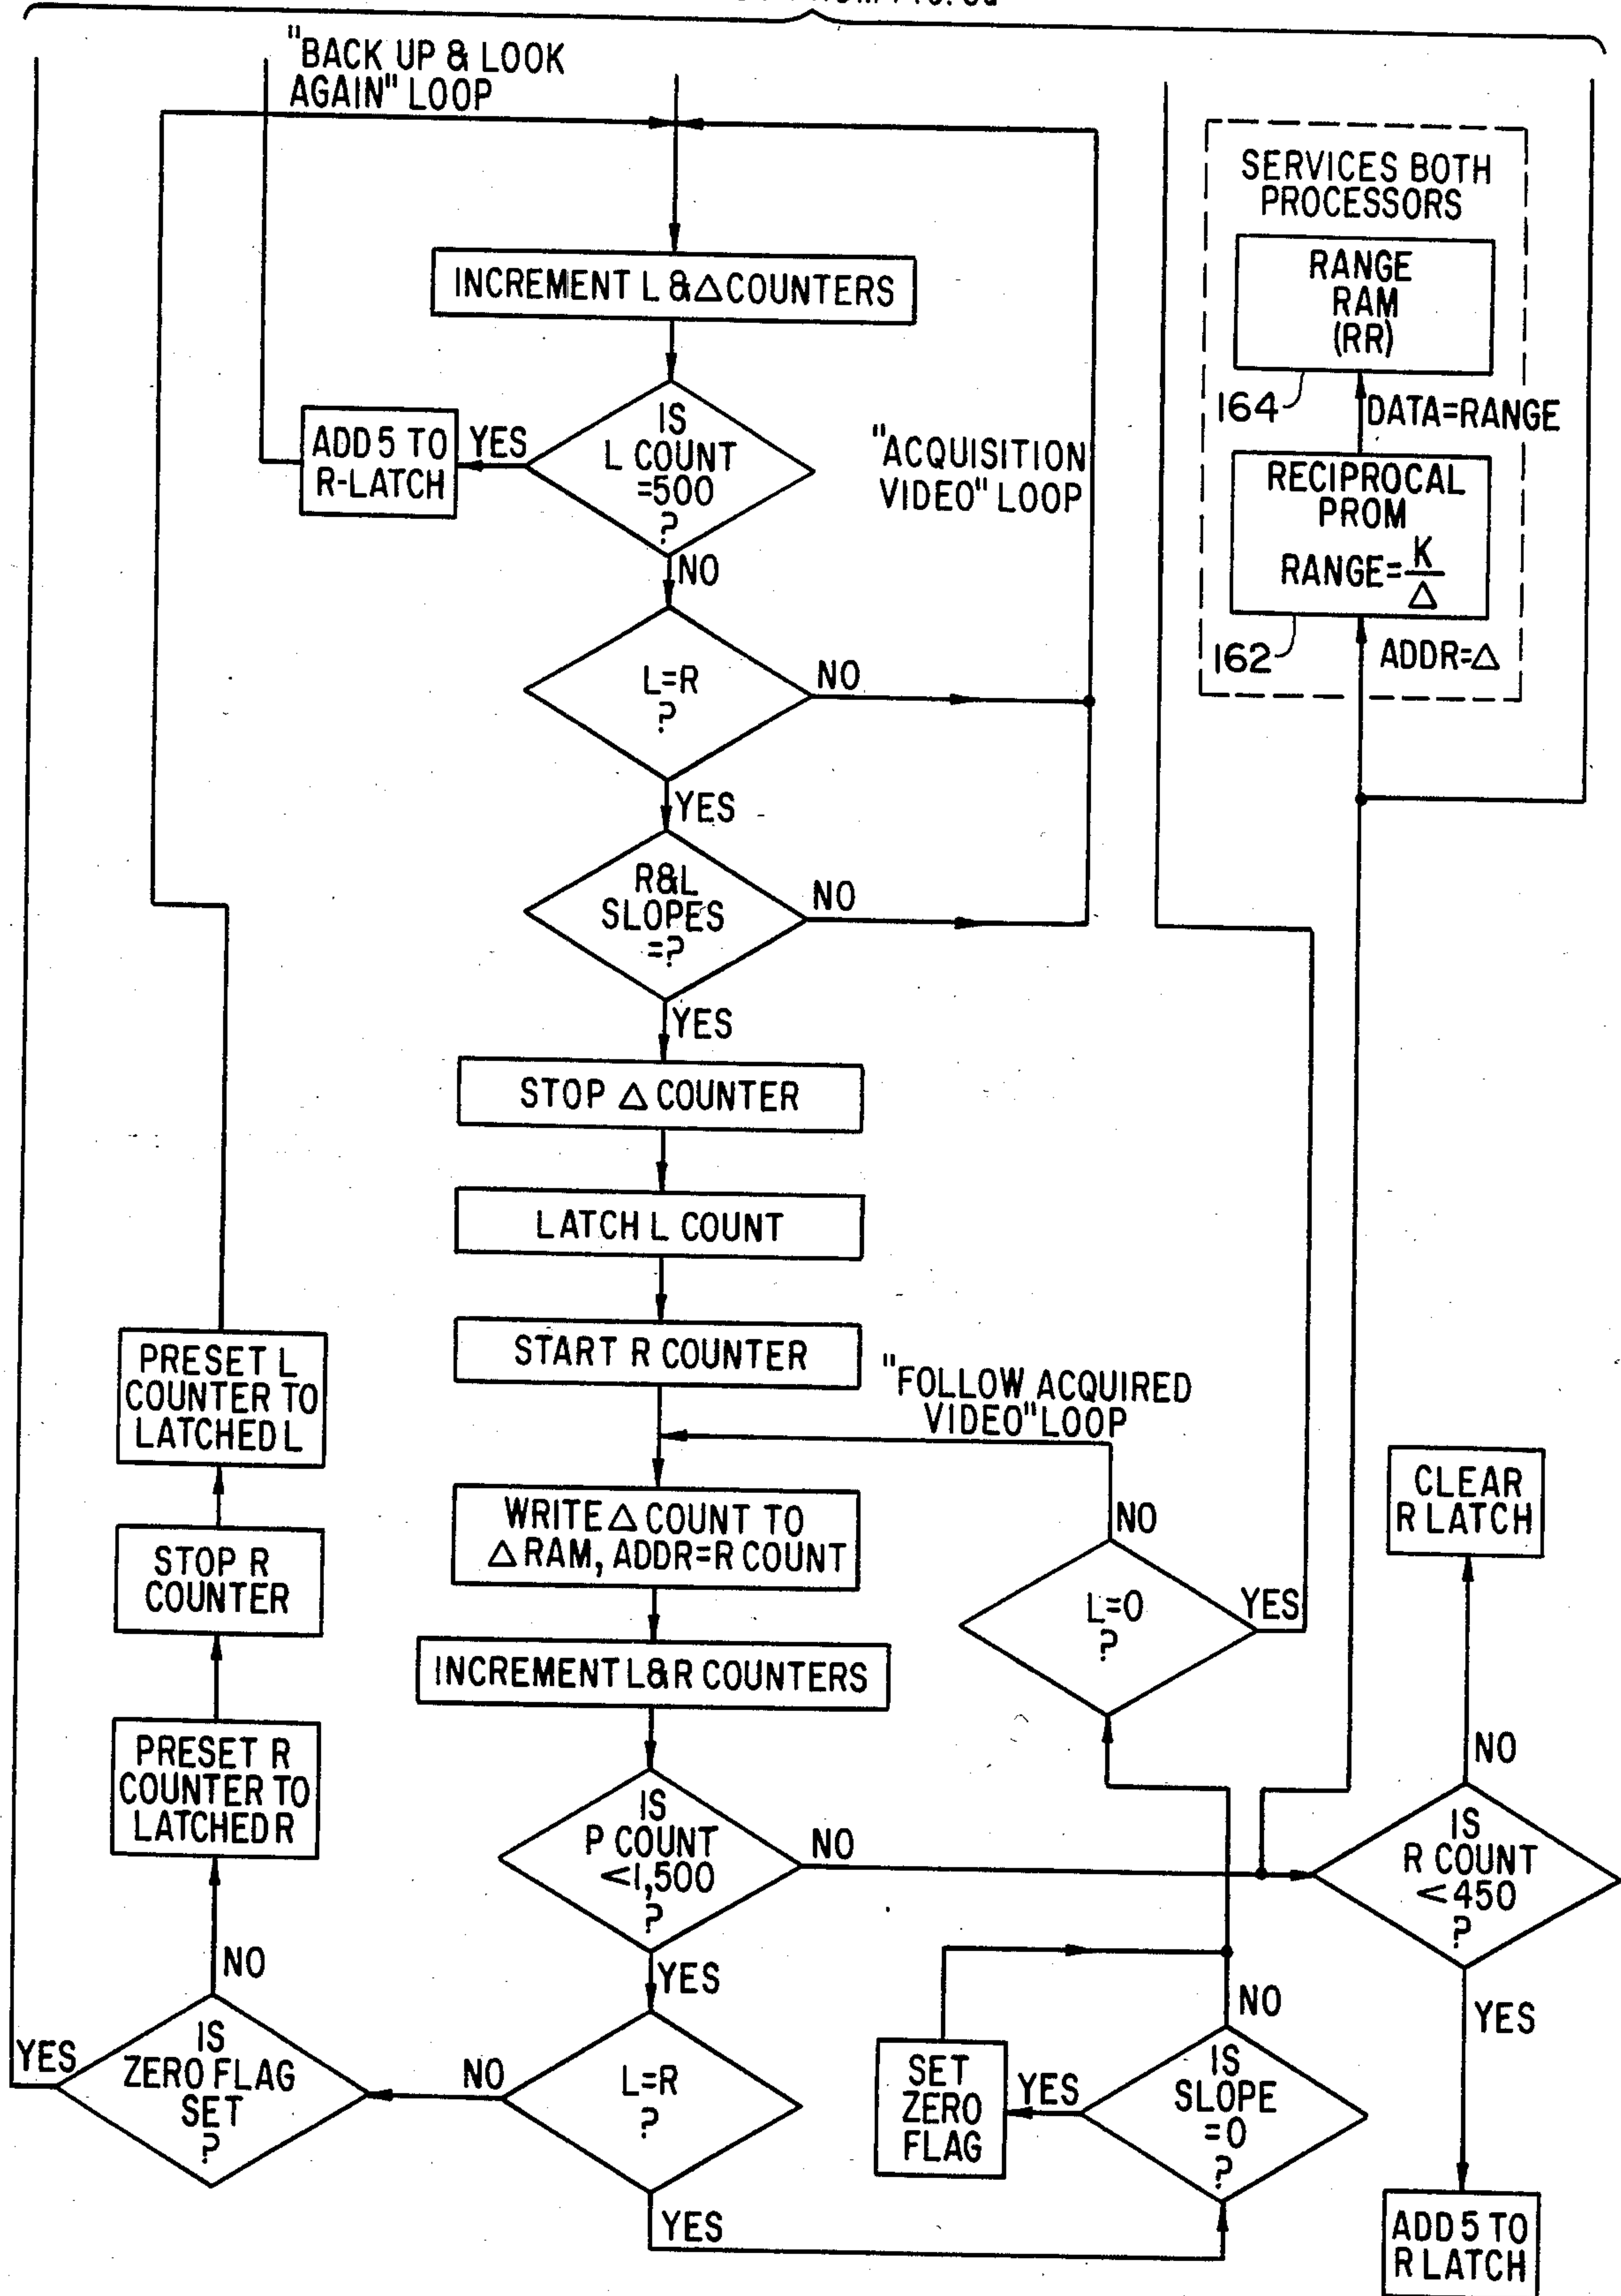 "BACK UP & LOOK
AGAIN" LOOP
SERVICES BOTH
PROCESSORS
RANGE
RAM
(RR)
164
DATA=RANGE
RECIPROCAL
PROM
RANGE=K/△
162
ADDR=△
INCREMENT L &△COUNTERS
IS
L COUNT
=500
?
YES
ADD 5 TO
R-LATCH
"ACQUISITION
VIDEO" LOOP
NO
L=R
?
NO
YES
R&L
SLOPES
=?
NO
YES
STOP △ COUNTER
LATCH L COUNT
START R COUNTER
"FOLLOW ACQUIRED
VIDEO" LOOP
WRITE △ COUNT TO
△ RAM, ADDR=R COUNT
INCREMENT L&R COUNTERS
IS
P COUNT
<1,500
?
NO
YES
L=R
?
NO
YES
IS
ZERO FLAG
SET
?
YES
NO
PRESET R
COUNTER TO
LATCHED R
STOP R
COUNTER
PRESET L
COUNTER TO
LATCHED L
IS
SLOPE
=0
?
YES
NO
SET
ZERO
FLAG
L=0
?
NO
YES
IS
R COUNT
<450
?
NO
CLEAR
R LATCH
YES
ADD 5 TO
R LATCH